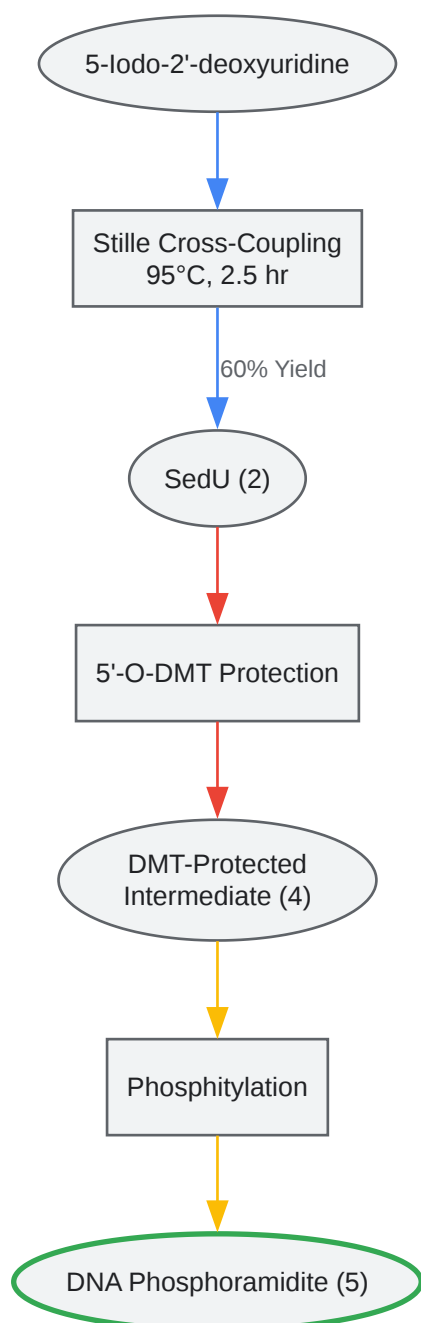 5-Iodo-2'-deoxyuridine
Stille Cross-Coupling
95°C, 2.5 hr
60% Yield
SedU (2)
5'-O-DMT Protection
DMT-Protected
Intermediate (4)
Phosphitylation
DNA Phosphoramidite (5)